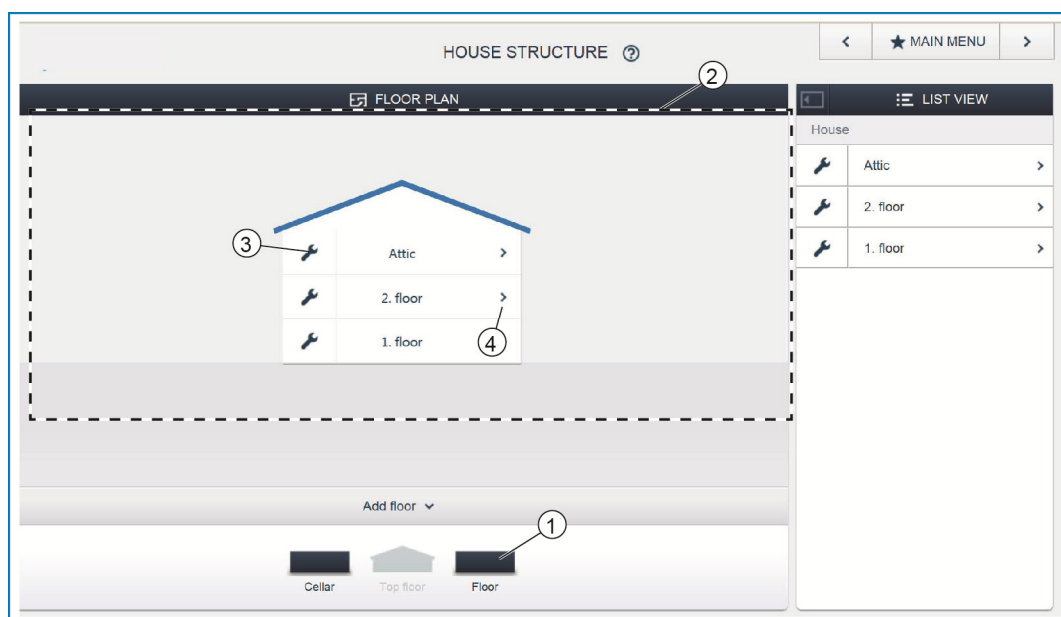 HOUSE STRUCTURE ?
< ★ MAIN MENU >
2
FLOOR PLAN
LIST VIEW
House
Attic >
2. floor >
1. floor >
3
Attic >
2. floor >
1. floor
4
Add floor
1
Cellar
Top floor
Floor